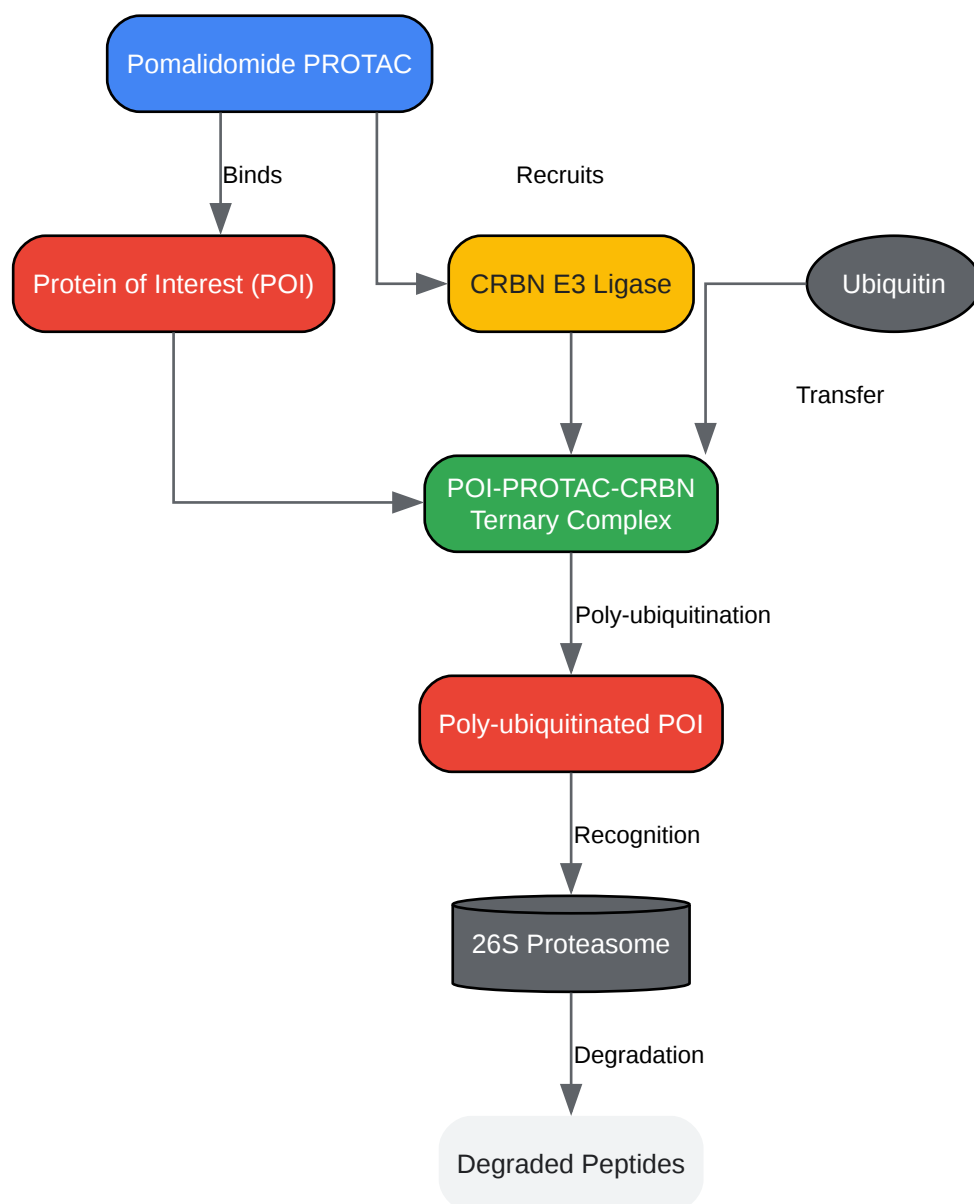 Pomalidomide PROTAC
Binds
Recruits
Protein of Interest (POI)
CRBN E3 Ligase
Ubiquitin
Transfer
POI-PROTAC-CRBN
Ternary Complex
Poly-ubiquitination
Poly-ubiquitinated POI
Recognition
26S Proteasome
Degradation
Degraded Peptides